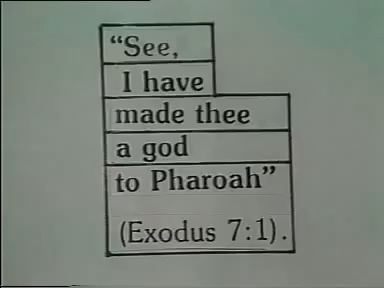 “See,
I have
made thee
a god
to Pharoah”
(Exodus 7:1).